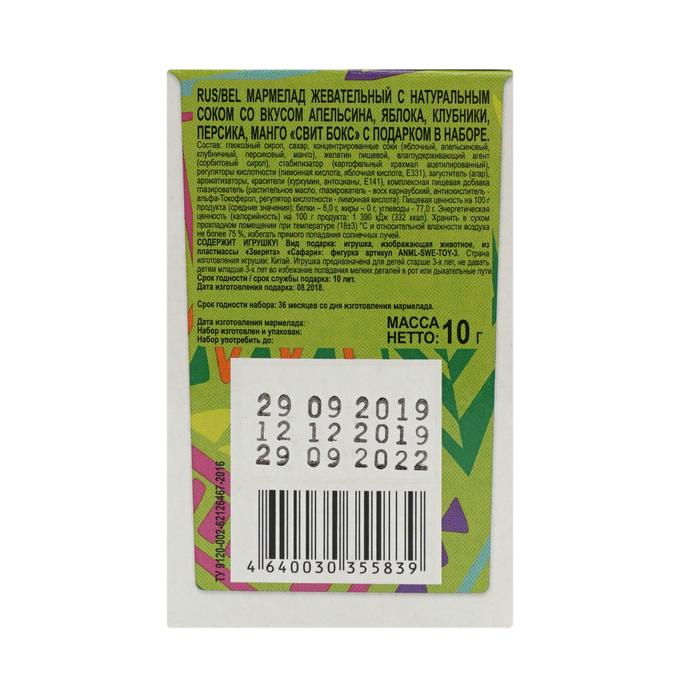 RUS/BEL МАРМЕЛАД ЖЕВАТЕЛЬНЫЙ С НАТУРАЛЬНЫМ
СОКОМ СО ВКУСОМ АПЕЛЬСИНА, ЯБЛОКА, КЛУБНИКИ,
ПЕРСИКА, МАНГО «СВИТ БОКС» С ПОДАРКОМ В НАБОРЕ.
Состав: глюкозный сироп, сахар, концентрированные соки (яблочный, апельсиновый,
клубничный, персиковый, манго), желатин пищевой, влагоудерживающий агент
(сорбитовый сироп), стабилизатор (картофельный крахмал ацетилированный),
регуляторы кислотности (лимонная кислота, яблочная кислота, Е331), загуститель (агар),
ароматизаторы, красители (куркумин, антоцианы, Е141), комплексная пищевая добавка
глазирователь (растительное масло, глазирователь - воск карнаубский, антиокислитель -
альфа-Токоферол, регулятор кислотности - лимонная кислота). Пищевая ценность на 100 г
продукта (средние значения): белки – 6,0 г, жиры – 0 г, углеводы - 77,0 г. Энергетическая
ценность (калорийность) на 100 г продукта: 1 390 кДж (332 ккал). Хранить в сухом
прохладном помещении при температуре (18±3) °С и относительной влажности воздуха
не более 75 %, избегать прямого попадания солнечных лучей.
СОДЕРЖИТ ИГРУШКУ! Вид подарка: игрушка, изображающая животное, из
пластмассы «Зверята» «Сафари»: фигурка артикул ANML-SWE-TOY-3. Страна
изготовления игрушки: Китай. Игрушка предназначена для детей старше 3-х лет, не давать
детям младше 3-х лет во избежание попадания мелких деталей в рот или дыхательные пути.
Срок годности / срок службы подарка: 10 лет.
Дата изготовления подарка: 08.2018.
Срок годности набора: 36 месяцев со дня изготовления мармелада.
Дата изготовления мармелада:
Набор изготовлен и упакован:
Набор употребить до:
МАССА
НЕТТО: 10 г
29 09 2019
12 12 2019
29 09 2022
4 640030 355839
ТУ 9120-002-62126467-2016